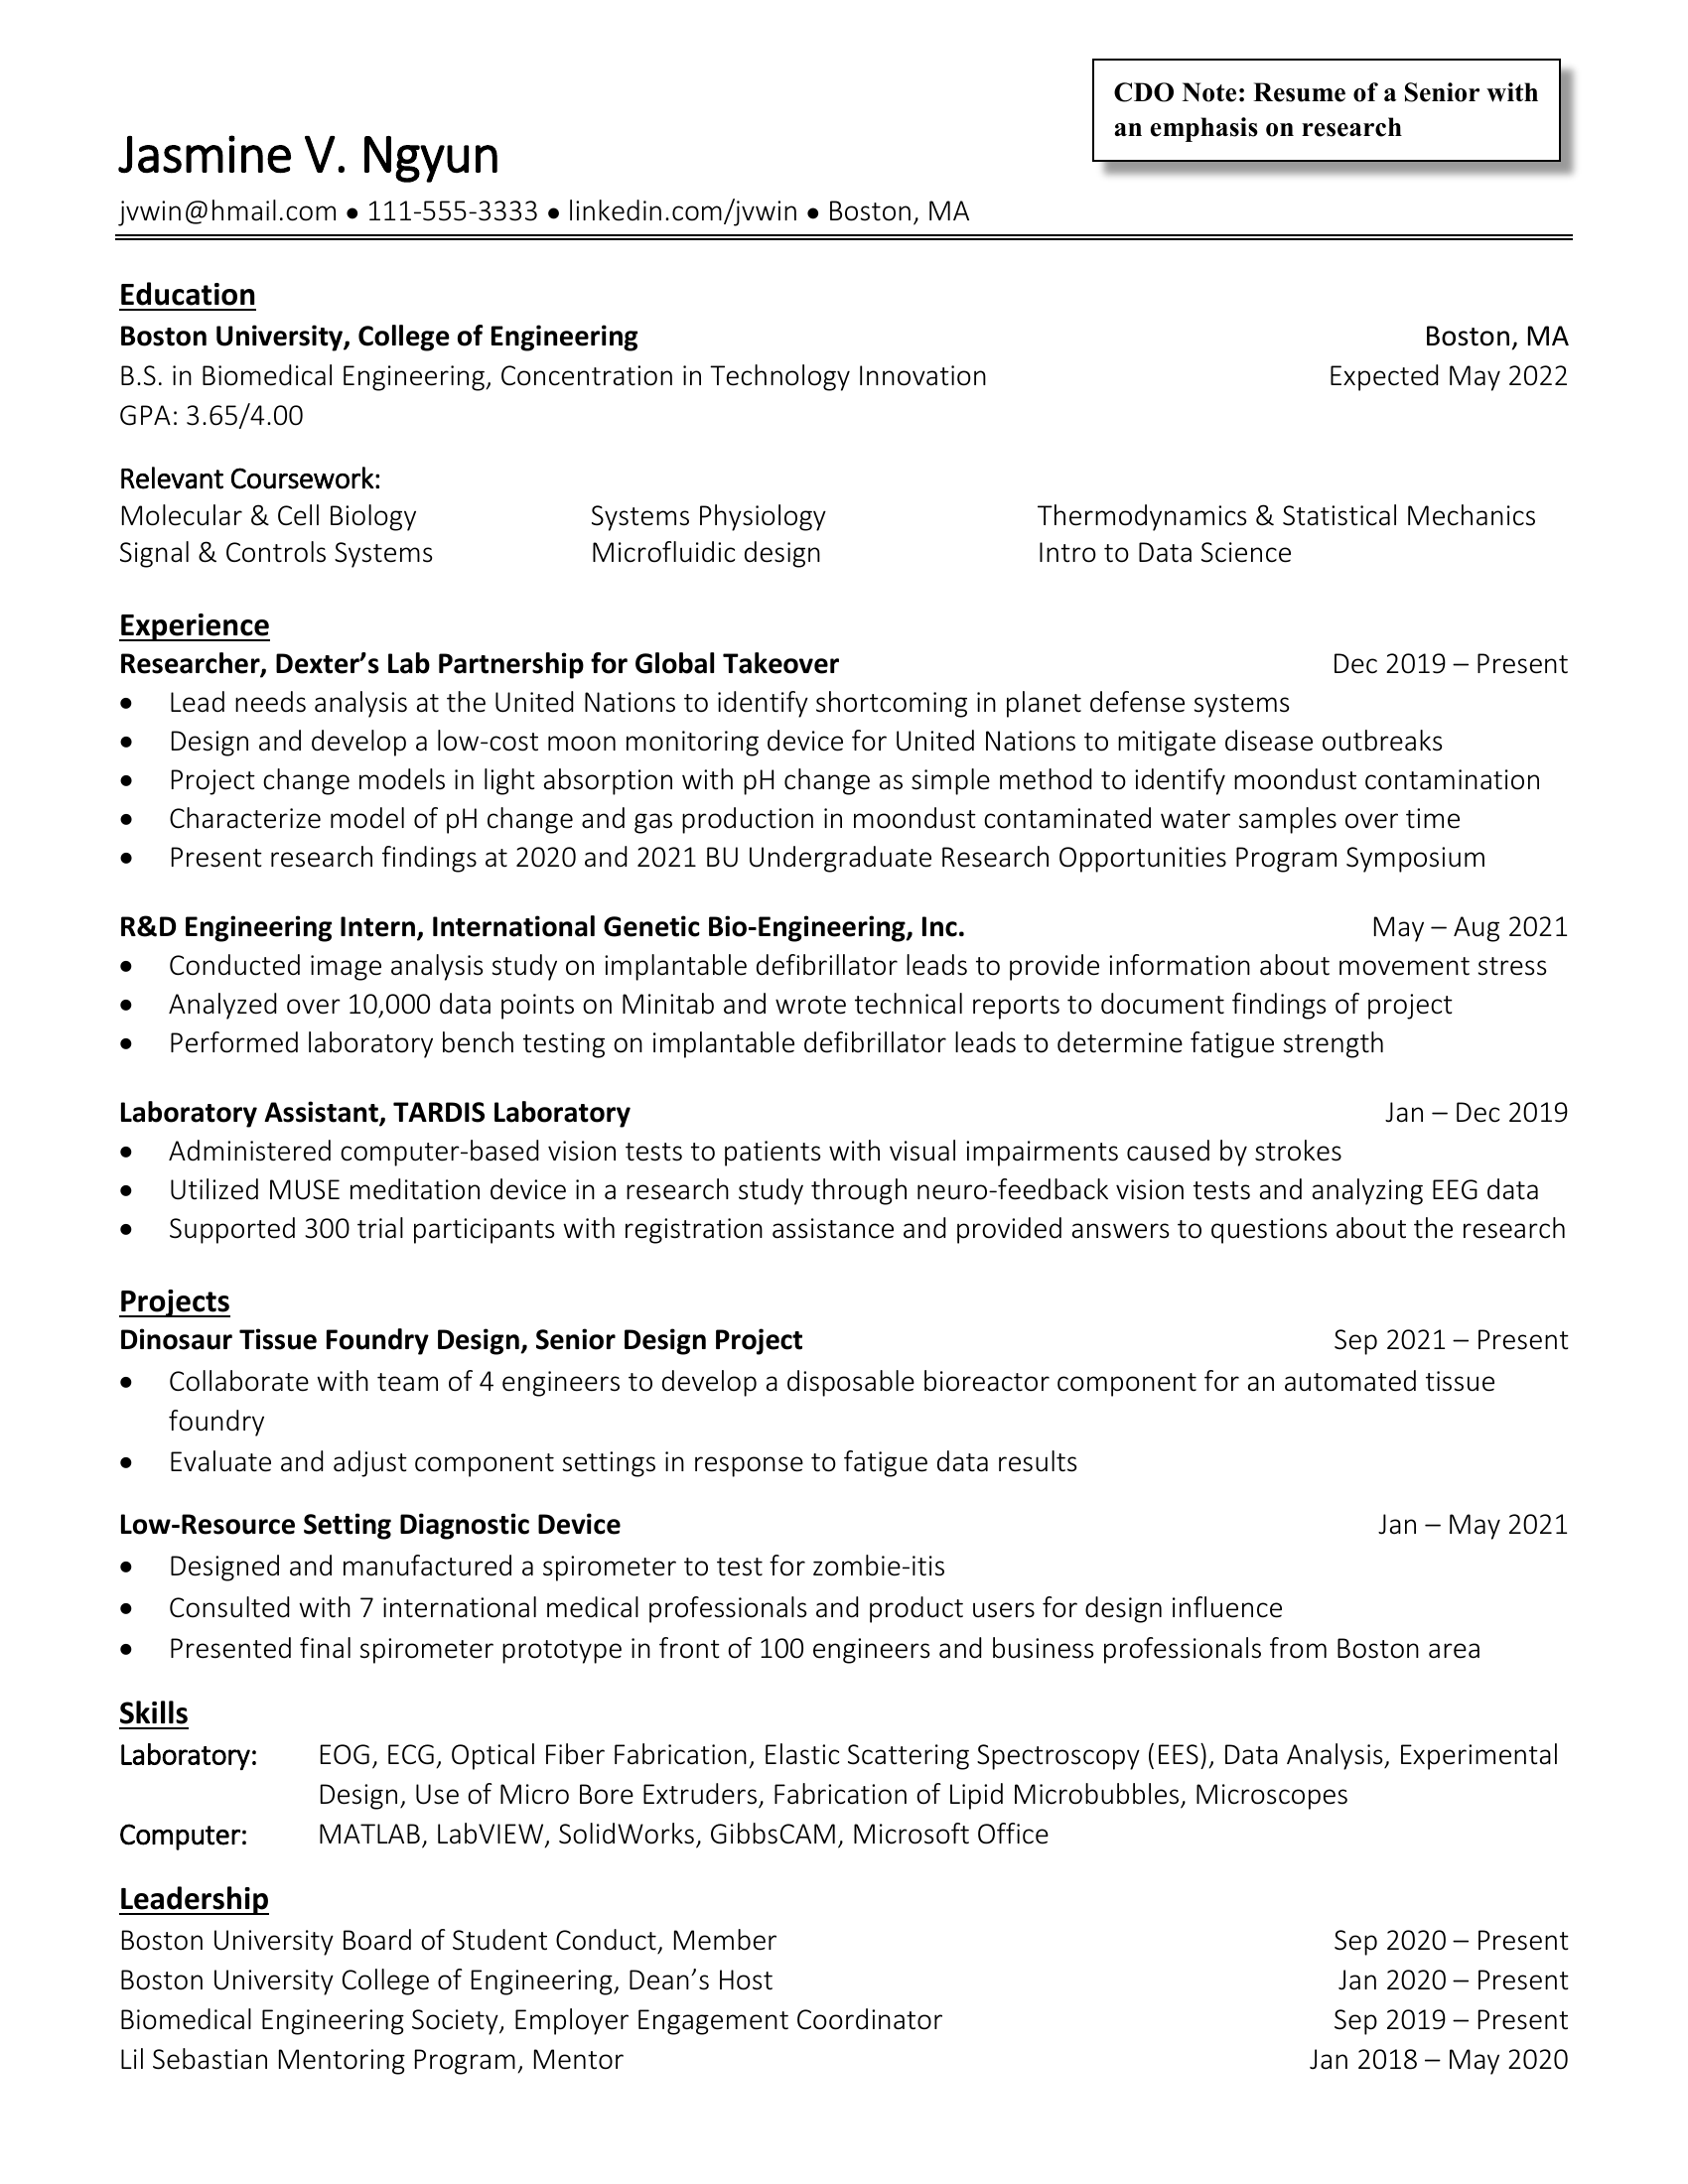 CDO Note: Resume of a Senior with
an emphasis on research
Jasmine V. Ngyun
jvwin@hmail.com ● 111-555-3333 ● linkedin.com/jvwin ● Boston, MA
Education
Boston University, College of Engineering Boston, MA
B.S. in Biomedical Engineering, Concentration in Technology Innovation Expected May 2022
GPA: 3.65/4.00
Relevant Coursework:
Molecular & Cell Biology Systems Physiology Thermodynamics & Statistical Mechanics
Signal & Controls Systems Microfluidic design Intro to Data Science
Experience
Researcher, Dexter’s Lab Partnership for Global Takeover Dec 2019 – Present
• Lead needs analysis at the United Nations to identify shortcoming in planet defense systems
• Design and develop a low-cost moon monitoring device for United Nations to mitigate disease outbreaks
• Project change models in light absorption with pH change as simple method to identify moondust contamination
• Characterize model of pH change and gas production in moondust contaminated water samples over time
• Present research findings at 2020 and 2021 BU Undergraduate Research Opportunities Program Symposium
R&D Engineering Intern, International Genetic Bio-Engineering, Inc. May – Aug 2021
• Conducted image analysis study on implantable defibrillator leads to provide information about movement stress
• Analyzed over 10,000 data points on Minitab and wrote technical reports to document findings of project
• Performed laboratory bench testing on implantable defibrillator leads to determine fatigue strength
Laboratory Assistant, TARDIS Laboratory Jan – Dec 2019
• Administered computer-based vision tests to patients with visual impairments caused by strokes
• Utilized MUSE meditation device in a research study through neuro-feedback vision tests and analyzing EEG data
• Supported 300 trial participants with registration assistance and provided answers to questions about the research
Projects
Dinosaur Tissue Foundry Design, Senior Design Project Sep 2021 – Present
• Collaborate with team of 4 engineers to develop a disposable bioreactor component for an automated tissue
foundry
• Evaluate and adjust component settings in response to fatigue data results
Low-Resource Setting Diagnostic Device Jan – May 2021
• Designed and manufactured a spirometer to test for zombie-itis
• Consulted with 7 international medical professionals and product users for design influence
• Presented final spirometer prototype in front of 100 engineers and business professionals from Boston area
Skills
Laboratory: EOG, ECG, Optical Fiber Fabrication, Elastic Scattering Spectroscopy (EES), Data Analysis, Experimental
Design, Use of Micro Bore Extruders, Fabrication of Lipid Microbubbles, Microscopes
Computer: MATLAB, LabVIEW, SolidWorks, GibbsCAM, Microsoft Office
Leadership
Boston University Board of Student Conduct, Member Sep 2020 – Present
Boston University College of Engineering, Dean’s Host Jan 2020 – Present
Biomedical Engineering Society, Employer Engagement Coordinator Sep 2019 – Present
Lil Sebastian Mentoring Program, Mentor Jan 2018 – May 2020